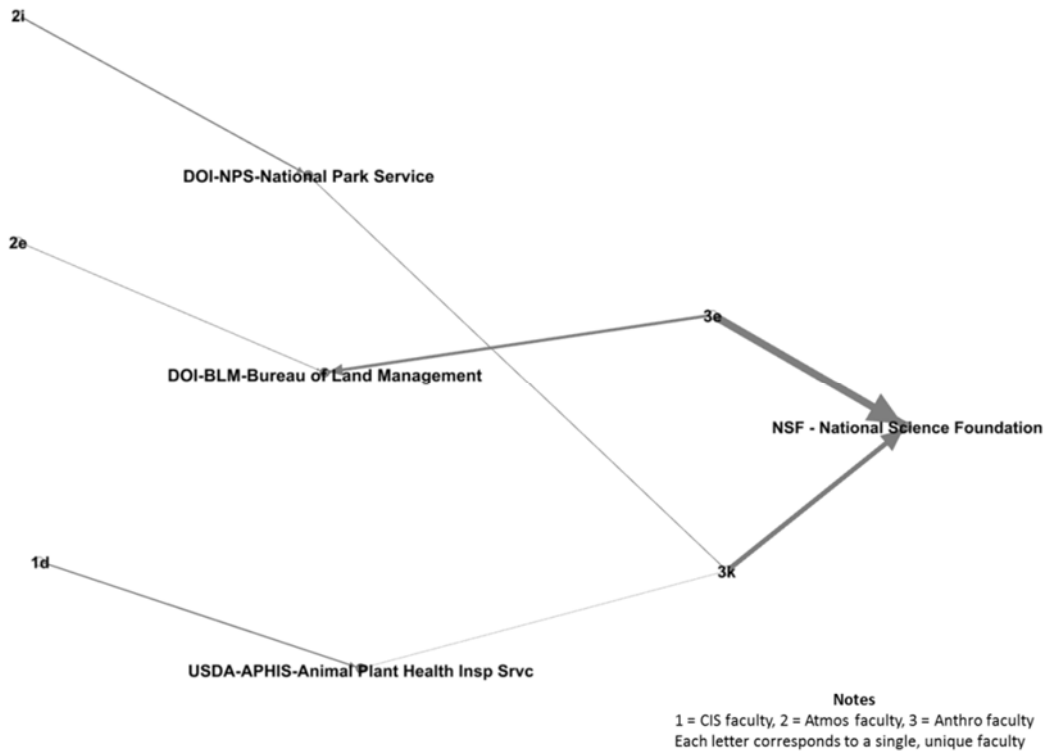 2i
DOI-NPS-National Park Service
2e
3e
DOI-BLM-Bureau of Land Management
NSF - National Science Foundation
1d
3k
USDA-APHIS-Animal Plant Health Insp Srvc
Notes
1 = CIS faculty, 2 = Atmos faculty, 3 = Anthro faculty
Each letter corresponds to a single, unique faculty